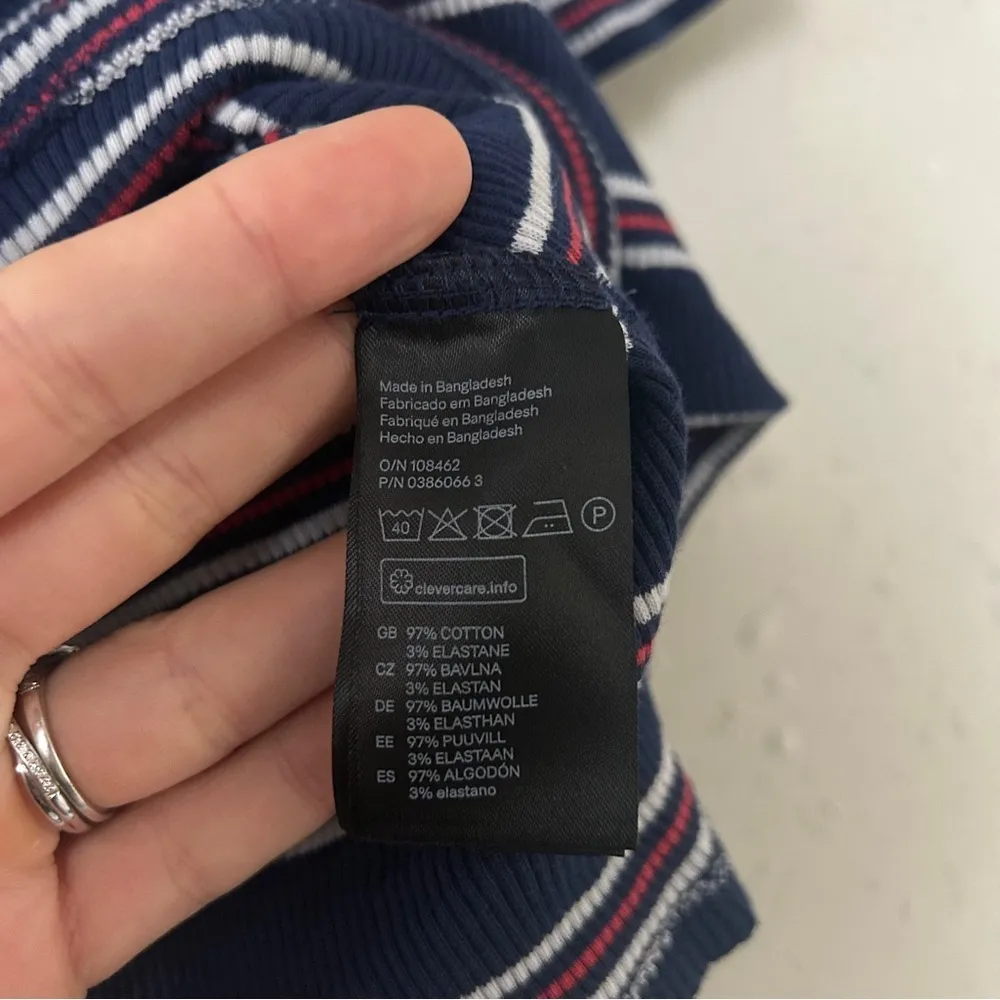 Made in Bangladesh
Fabricado em Bangladesh
Fabriqué en Bangladesh
Hecho en Bangladesh
O/N 108462
P/N 0386066 3
40 P
clevercare.info
GB 97% COTTON
3% ELASTANE
CZ 97% BAVLNA
3% ELASTAN
DE 97% BAUMWOLLE
3% ELASTHAN
EE 97% PUUVILL
3% ELASTAAN
ES 97% ALGODÓN
3% elastano